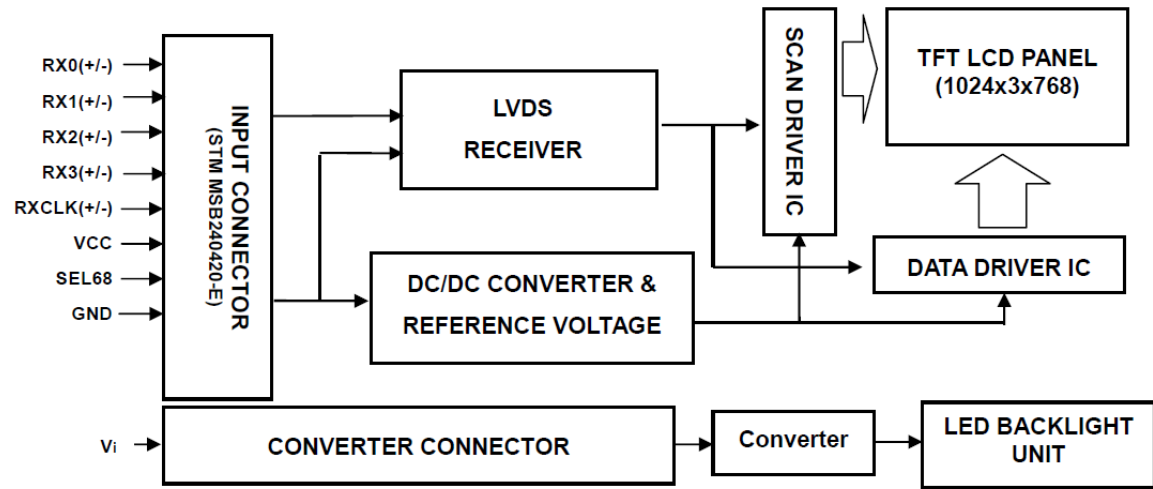 RX0(+/-)
RX1(+/-)
RX2(+/-)
RX3(+/-)
RXCLK(+/-)
VCC
SEL68
GND
INPUT CONNECTOR
(STM MSB240420-E)
LVDS
RECEIVER
DC/DC CONVERTER &
REFERENCE VOLTAGE
SCAN DRIVER IC
TFT LCD PANEL
(1024x3x768)
DATA DRIVER IC
Vi
CONVERTER CONNECTOR
Converter
LED BACKLIGHT
UNIT